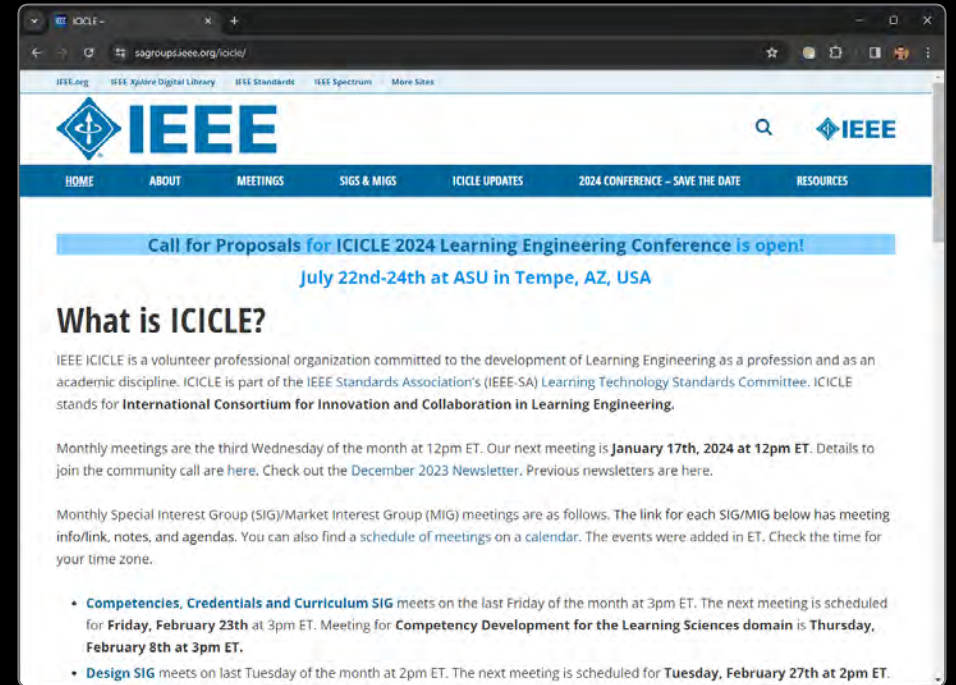 ICICLE –
sagroups.ieee.org/icicle/
IEEE.org IEEE Xplore Digital Library IEEE Standards IEEE Spectrum More Sites
IEEE
IEEE
HOME ABOUT MEETINGS SIGS & MIGS ICICLE UPDATES 2024 CONFERENCE – SAVE THE DATE RESOURCES
Call for Proposals for ICICLE 2024 Learning Engineering Conference is open!
July 22nd-24th at ASU in Tempe, AZ, USA
What is ICICLE?
IEEE ICICLE is a volunteer professional organization committed to the development of Learning Engineering as a profession and as an
academic discipline. ICICLE is part of the IEEE Standards Association's (IEEE-SA) Learning Technology Standards Committee. ICICLE
stands for International Consortium for Innovation and Collaboration in Learning Engineering.
Monthly meetings are the third Wednesday of the month at 12pm ET. Our next meeting is January 17th, 2024 at 12pm ET. Details to
join the community call are here. Check out the December 2023 Newsletter. Previous newsletters are here.
Monthly Special Interest Group (SIG)/Market Interest Group (MIG) meetings are as follows. The link for each SIG/MIG below has meeting
info/link, notes, and agendas. You can also find a schedule of meetings on a calendar. The events were added in ET. Check the time for
your time zone.
• Competencies, Credentials and Curriculum SIG meets on the last Friday of the month at 3pm ET. The next meeting is scheduled
for Friday, February 23th at 3pm ET. Meeting for Competency Development for the Learning Sciences domain is Thursday,
February 8th at 3pm ET.
• Design SIG meets on last Tuesday of the month at 2pm ET. The next meeting is scheduled for Tuesday, February 27th at 2pm ET.